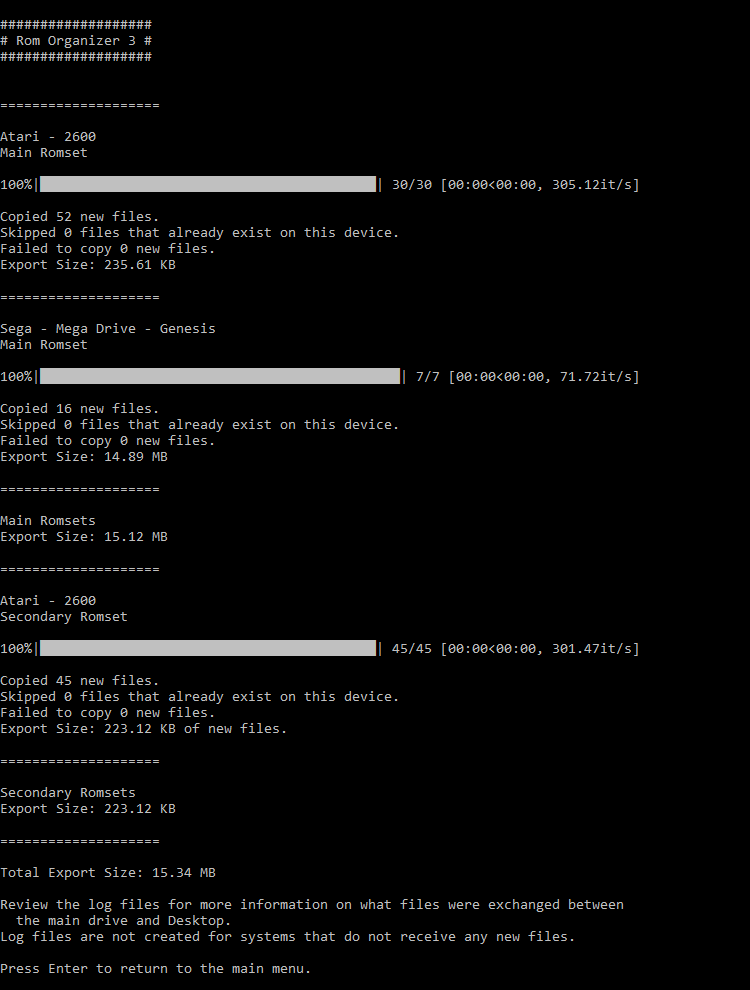 ###################
# Rom Organizer 3 #
###################
====================
Atari - 2600
Main Romset
100%| | 30/30 [00:00<00:00, 305.12it/s]
Copied 52 new files.
Skipped 0 files that already exist on this device.
Failed to copy 0 new files.
Export Size: 235.61 KB
====================
Sega - Mega Drive - Genesis
Main Romset
100%| | 7/7 [00:00<00:00, 71.72it/s]
Copied 16 new files.
Skipped 0 files that already exist on this device.
Failed to copy 0 new files.
Export Size: 14.89 MB
====================
Main Romsets
Export Size: 15.12 MB
====================
Atari - 2600
Secondary Romset
100%| | 45/45 [00:00<00:00, 301.47it/s]
Copied 45 new files.
Skipped 0 files that already exist on this device.
Failed to copy 0 new files.
Export Size: 223.12 KB of new files.
====================
Secondary Romsets
Export Size: 223.12 KB
====================
Total Export Size: 15.34 MB
Review the log files for more information on what files were exchanged between
the main drive and Desktop.
Log files are not created for systems that do not receive any new files.
Press Enter to return to the main menu.